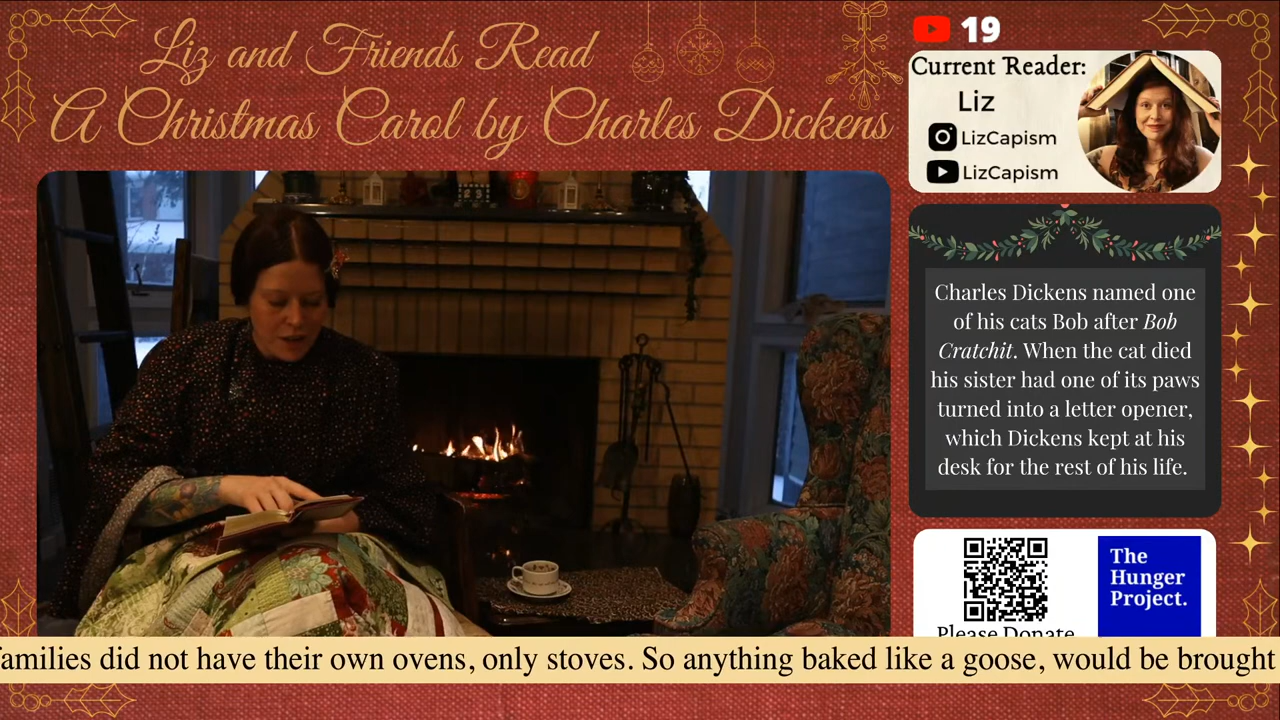 Liz and Friends Read
A Christmas Carol by Charles Dickens
19
Current Reader:
Liz
LizCapism
LizCapism
Charles Dickens named one
of his cats Bob after Bob
Cratchit. When the cat died
his sister had one of its paws
turned into a letter opener,
which Dickens kept at his
desk for the rest of his life.
The
Hunger
Project.
Please Donate
families did not have their own ovens, only stoves. So anything baked like a goose, would be brought